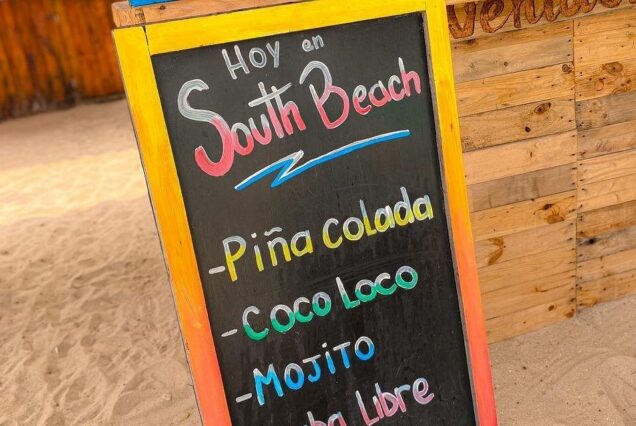 Hoy en
South Beach
-Piña Colada
-Coco Loco
-Mojito
Libre